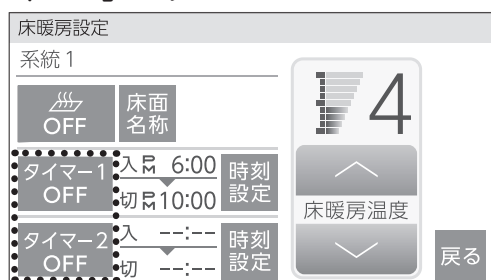 床暖房設定
系統1
OFF
床面
名称
4
タイマー1
OFF
入 PM 6:00
切 PM 10:00
時刻
設定
床暖房温度
タイマー2
OFF
入 --:--
切 --:--
時刻
設定
戻る